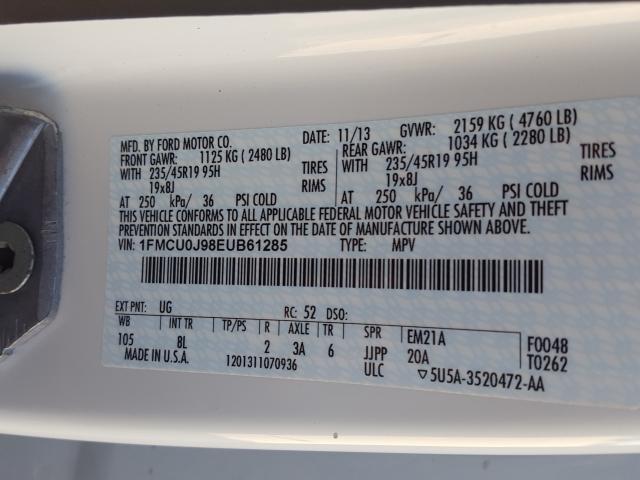 MFD. BY FORD MOTOR CO. DATE: 11/13 GVWR: 2159 KG ( 4760 LB)
FRONT GAWR: 1125 KG ( 2480 LB) REAR GAWR: 1034 KG ( 2280 LB)
WITH 235/45R19 95H TIRES WITH 235/45R19 95H TIRES
19x8J RIMS 19x8J RIMS
AT 250 kPa/ 36 PSI COLD AT 250 kPa/ 36 PSI COLD
THIS VEHICLE CONFORMS TO ALL APPLICABLE FEDERAL MOTOR VEHICLE SAFETY AND THEFT
PREVENTION STANDARDS IN EFFECT ON THE DATE OF MANUFACTURE SHOWN ABOVE.
VIN: 1FMCU0J98EUB61285 TYPE: MPV
EXT PNT: UG RC: 52 DSO:
WB INT TR TP/PS R AXLE TR SPR EM21A F0048
105 8L 2 3A 6 JJPP 20A T0262
MADE IN U.S.A. 1201311070936 ULC ▽5U5A-3520472-AA